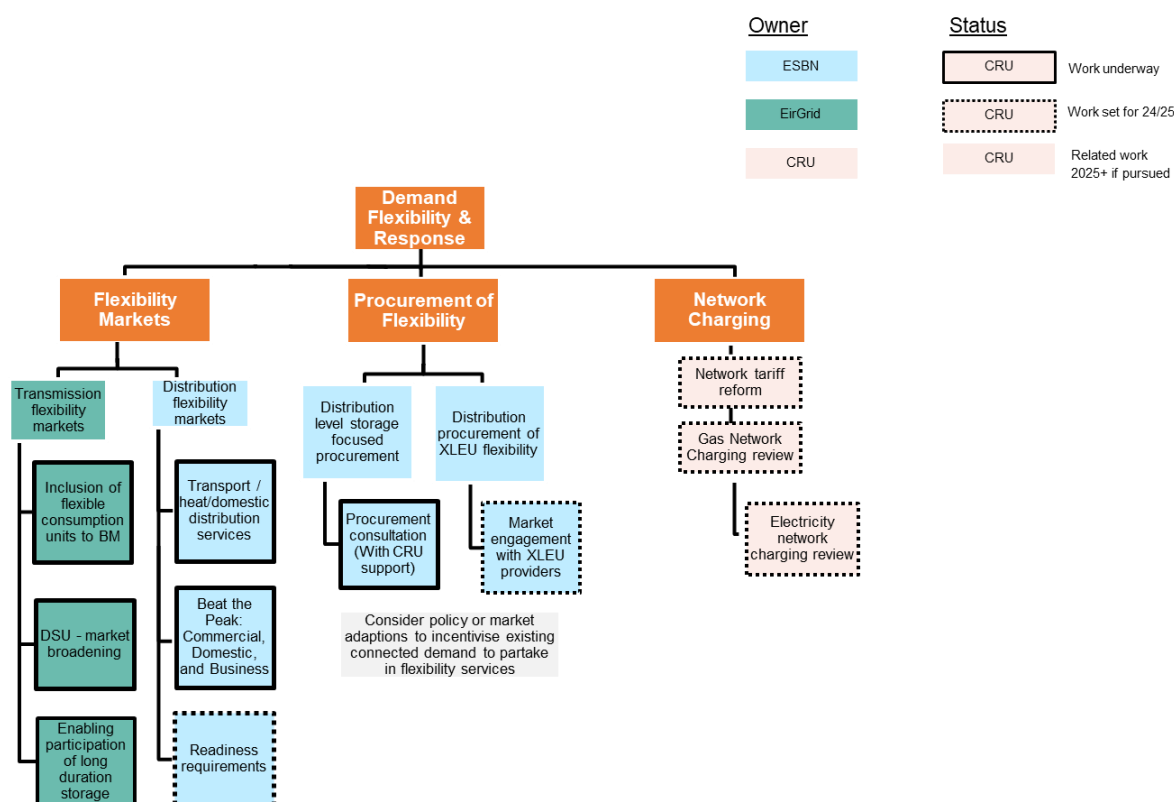 Owner
Status
ESBN
CRU
Work underway
EirGrid
CRU
Work set for 24/25
CRU
CRU
Related work
2025+ if pursued
Demand
Flexibility &
Response
Flexibility
Markets
Procurement of
Flexibility
Network
Charging
Transmission
flexibility
markets
Distribution
flexibility
markets
Inclusion of
flexible
consumption
units to BM
DSU - market
broadening
Enabling
participation
of long
duration
storage
Transport /
heat/domestic
distribution
services
Beat the
Peak:
Commercial,
Domestic,
and Business
Readiness
requirements
Distribution
level storage
focused
procurement
Distribution
procurement of
XLEU flexibility
Procurement
consultation
(With CRU
support)
Market
engagement
with XLEU
providers
Consider policy or market
adaptions to incentivise existing
connected demand to partake
in flexibility services
Network tariff
reform
Gas Network
Charging review
Electricity
network
charging review